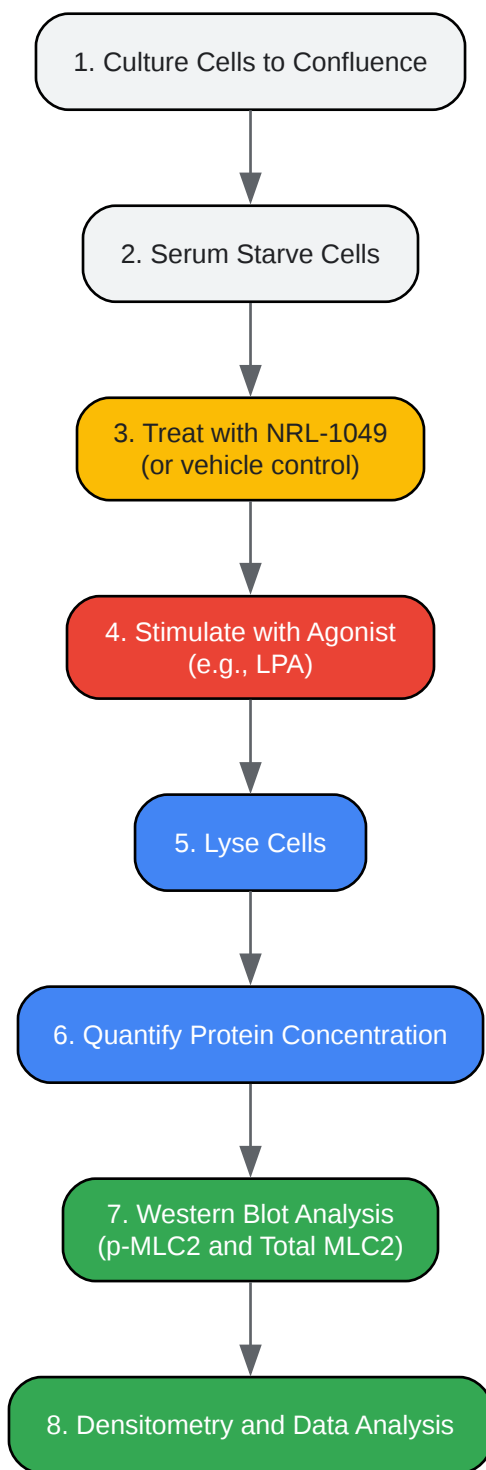 1. Culture Cells to Confluence
2. Serum Starve Cells
3. Treat with NRL-1049
(or vehicle control)
4. Stimulate with Agonist
(e.g., LPA)
5. Lyse Cells
6. Quantify Protein Concentration
7. Western Blot Analysis
(p-MLC2 and Total MLC2)
8. Densitometry and Data Analysis